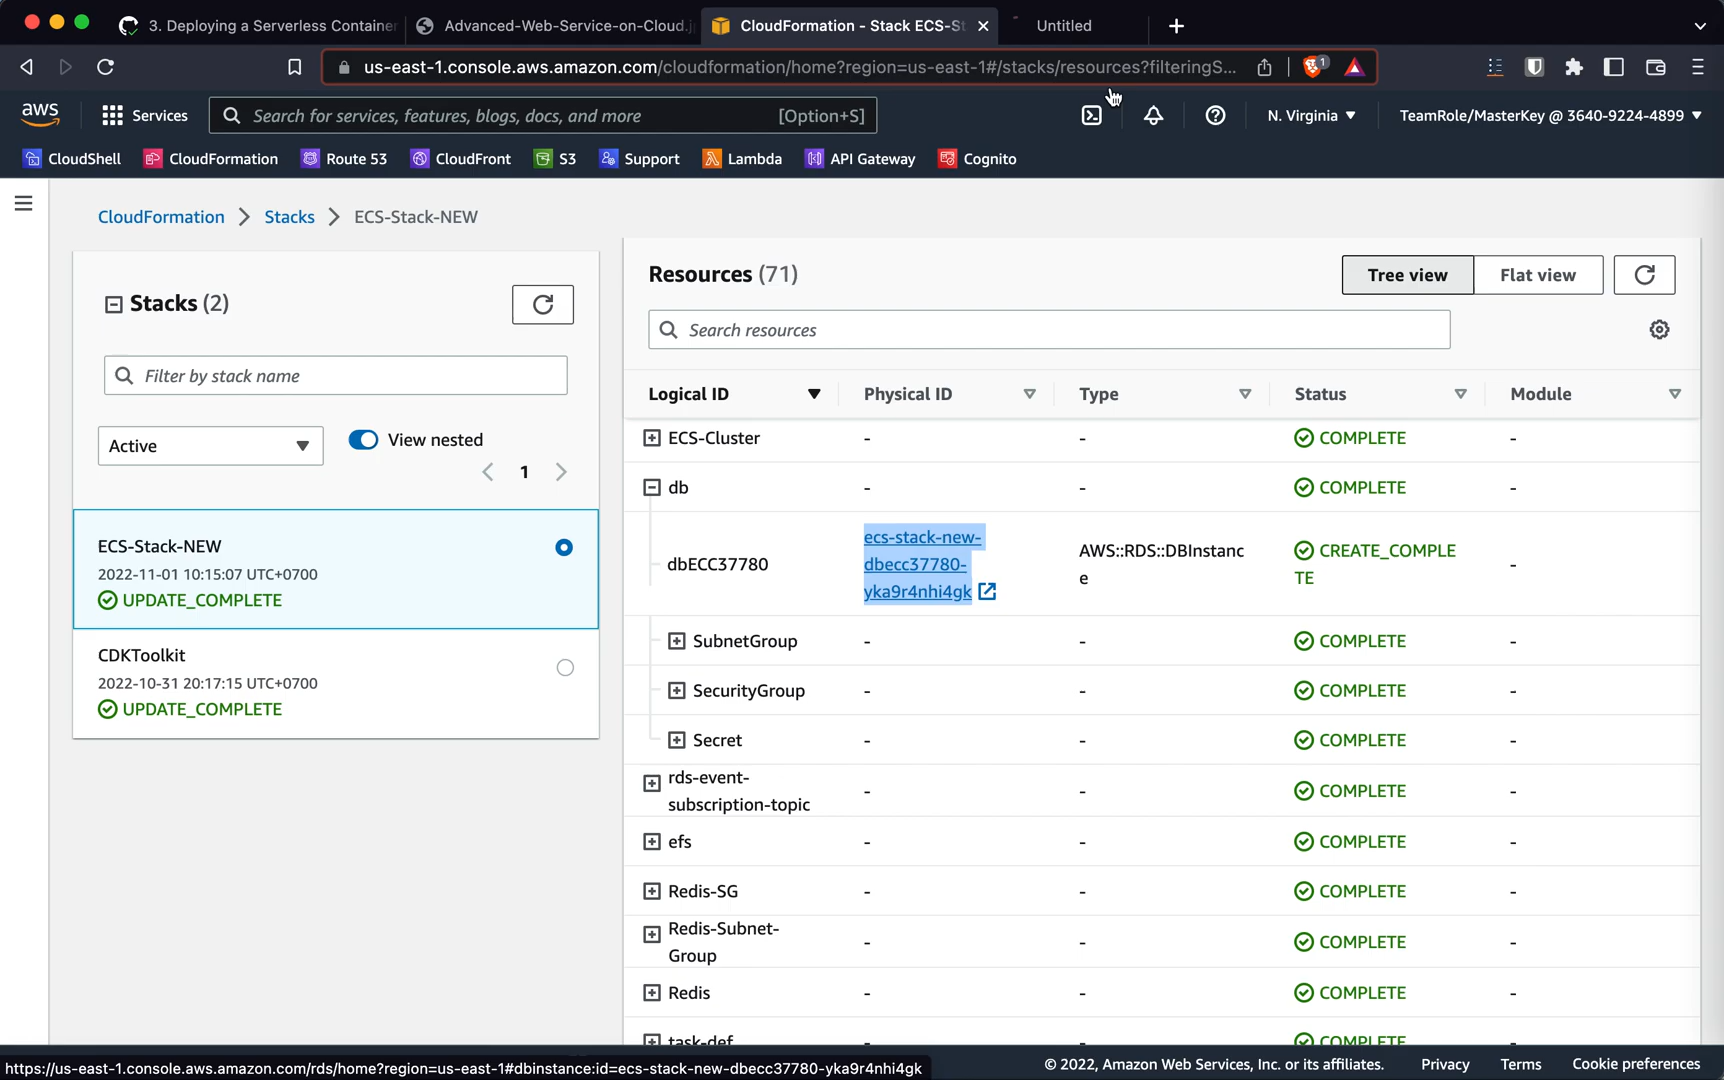 3. Deploying a Serverless Container
Advanced-Web-Service-on-Cloud.j
CloudFormation - Stack ECS-St
Untitled
us-east-1.console.aws.amazon.com/cloudformation/home?region=us-east-1#/stacks/resources?filteringS...
1
aws
Services
Search for services, features, blogs, docs, and more
[Option+S]
N. Virginia
TeamRole/MasterKey @ 3640-9224-4899
CloudShell
CloudFormation
Route 53
CloudFront
S3
Support
Lambda
API Gateway
Cognito
CloudFormation
Stacks
ECS-Stack-NEW
Stacks (2)
Filter by stack name
Active
View nested
1
ECS-Stack-NEW
2022-11-01 10:15:07 UTC+0700
UPDATE_COMPLETE
CDKToolkit
2022-10-31 20:17:15 UTC+0700
UPDATE_COMPLETE
Resources (71)
Tree view
Flat view
Search resources
Logical ID
Physical ID
Type
Status
Module
ECS-Cluster - - COMPLETE -
db - - COMPLETE -
dbECC37780
ecs-stack-new-
dbecc37780-
yka9r4nhi4gk
AWS::RDS::DBInstanc
e
CREATE_COMPLE
TE
-
SubnetGroup - - COMPLETE -
SecurityGroup - - COMPLETE -
Secret - - COMPLETE -
rds-event-
subscription-topic
- - COMPLETE -
efs - - COMPLETE -
Redis-SG - - COMPLETE -
Redis-Subnet-
Group
- - COMPLETE -
Redis - - COMPLETE -
task-def - - COMPLETE -
https://us-east-1.console.aws.amazon.com/rds/home?region=us-east-1#dbinstance:id=ecs-stack-new-dbecc37780-yka9r4nhi4gk
© 2022, Amazon Web Services, Inc. or its affiliates.
Privacy
Terms
Cookie preferences